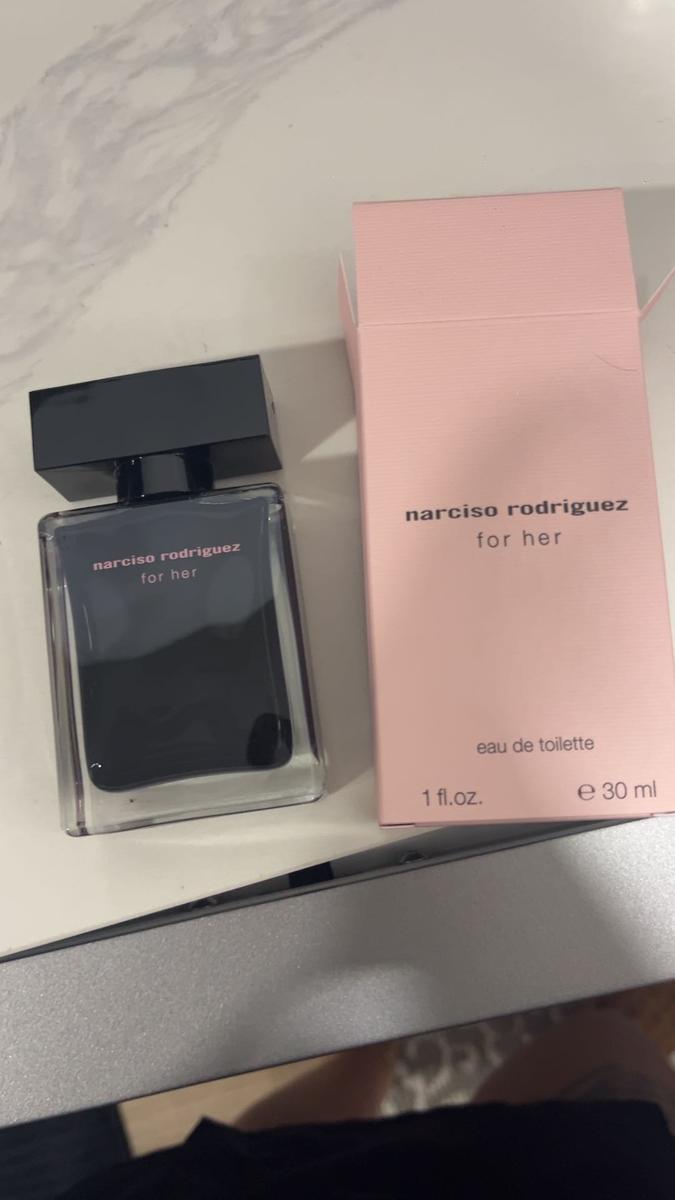 narciso rodriguez
for her
narciso rodriguez
for her
eau de toilette
1 fl.oz. ℮ 30 ml